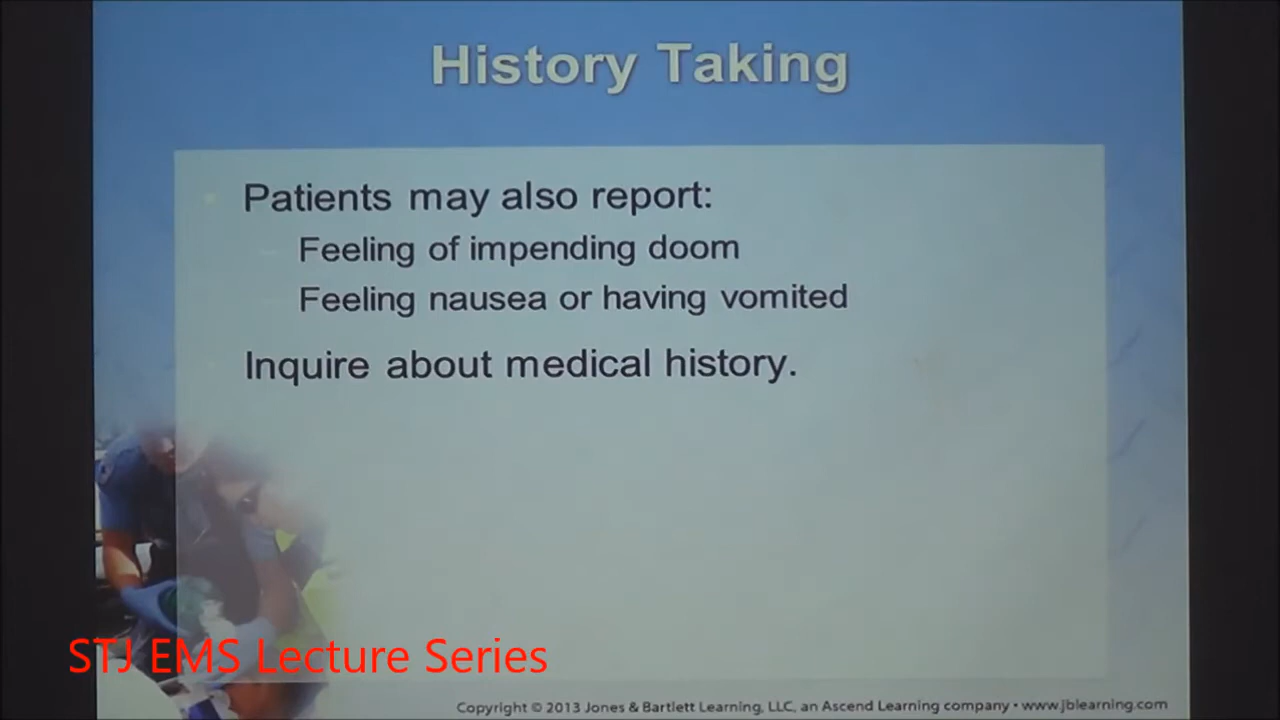 History Taking
Patients may also report:
Feeling of impending doom
Feeling nausea or having vomited
Inquire about medical history.
STJ EMS Lecture Series
Copyright © 2013 Jones & Bartlett Learning, LLC, an Ascend Learning company • www.jblearning.com